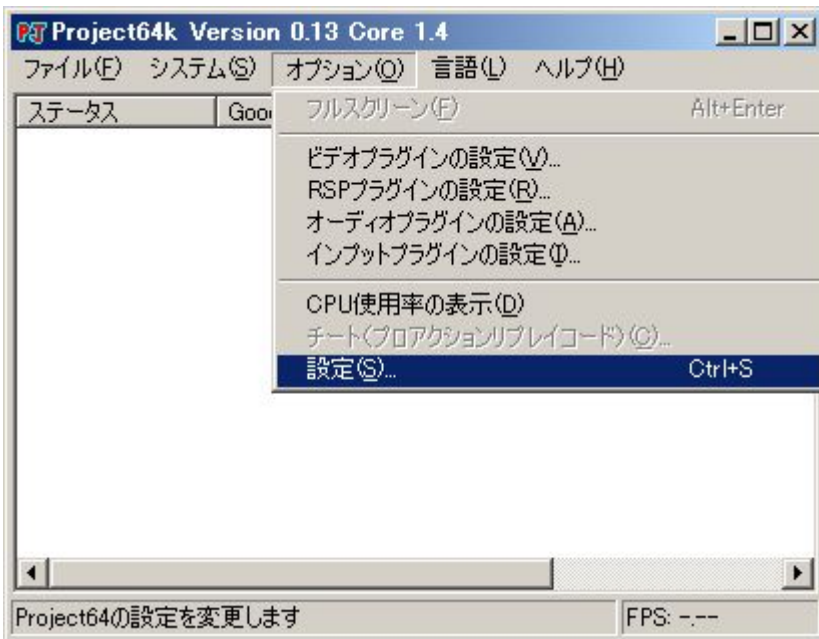 Project64k Version 0.13 Core 1.4
ファイル(F) システム(S) オプション(O) 言語(L) ヘルプ(H)
ステータス Goo
フルスクリーン(F) Alt+Enter
ビデオプラグインの設定(V)...
RSPプラグインの設定(R)...
オーディオプラグインの設定(A)...
インプットプラグインの設定(I)...
CPU使用率の表示(D)
チート(プロアクションリプレイコード)(C)...
設定(S)... Ctrl+S
Project64の設定を変更します FPS: -.--